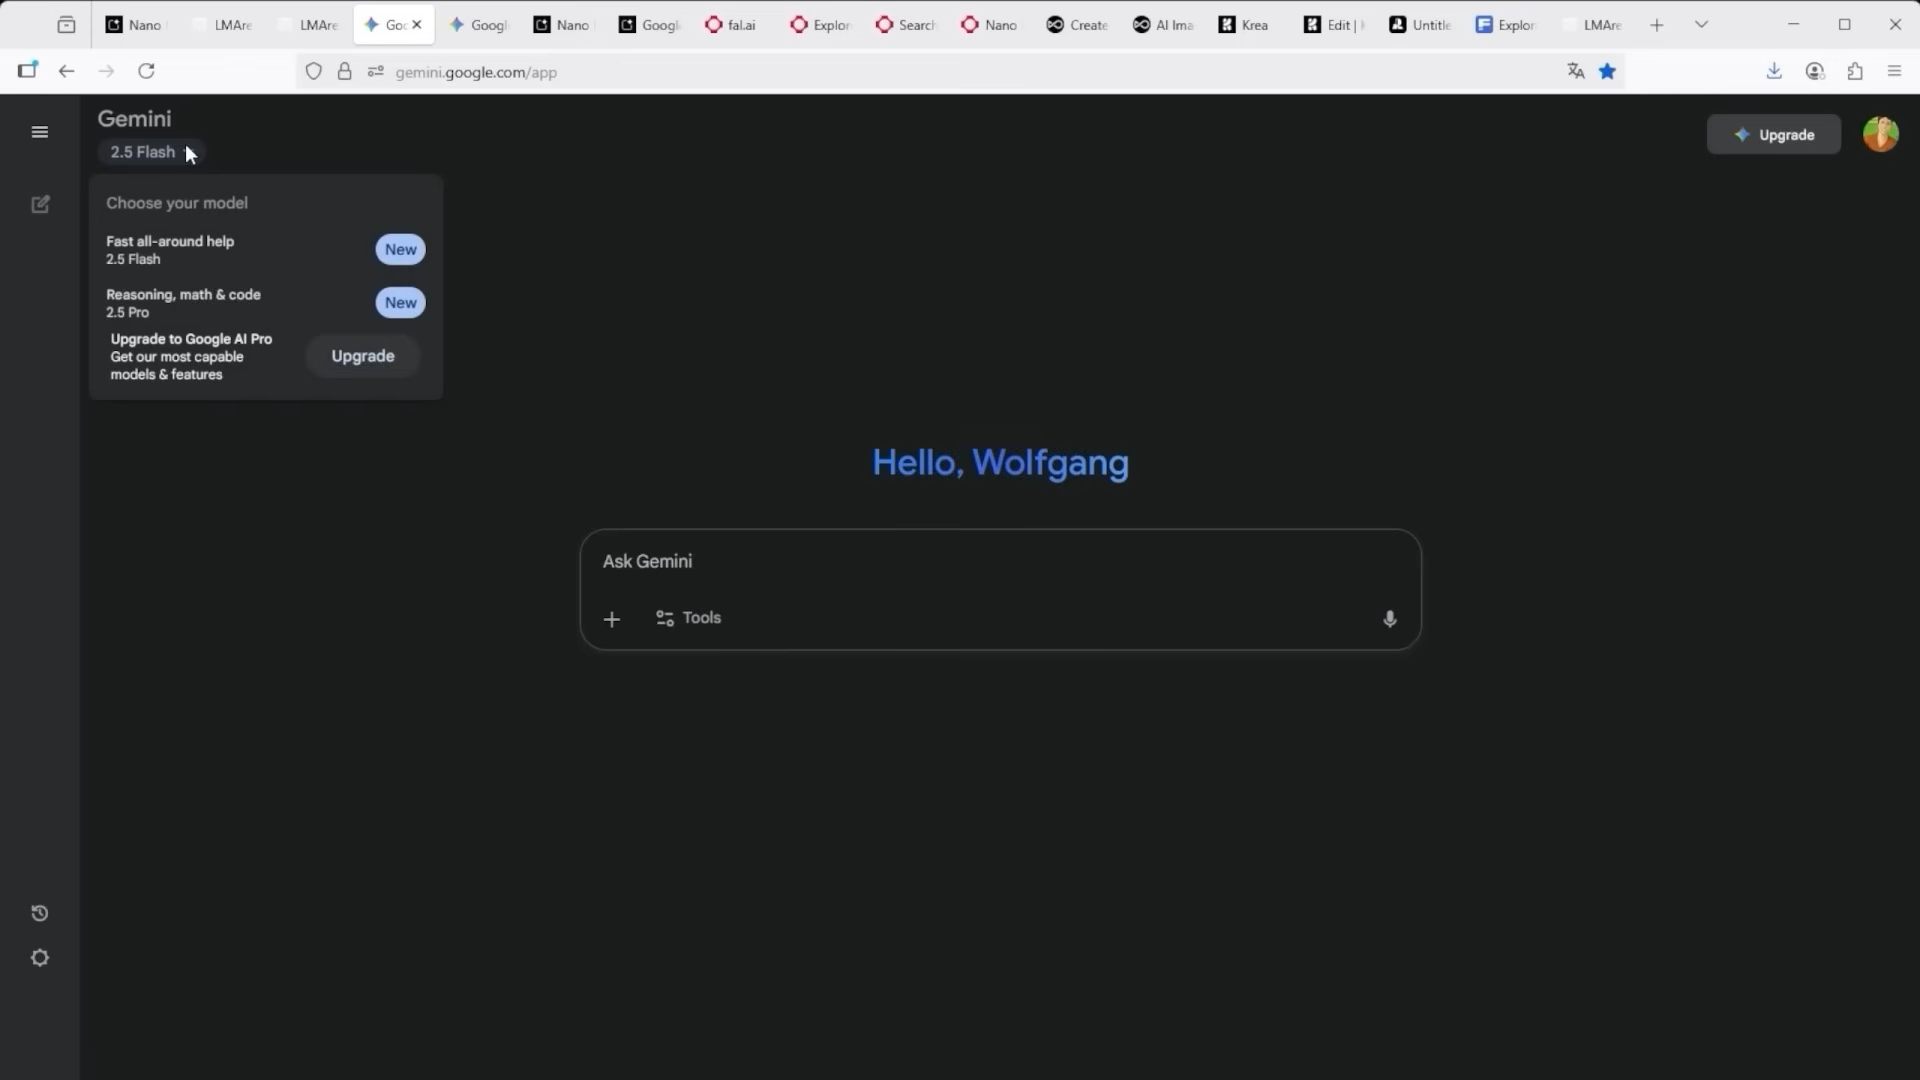 Nano
LMAre
LMAre
Goc
Googl
Nano
Googl
fal.ai
Explor
Search
Nano
Create
AI Ima
Krea
Edit |
Untitle
Explor
LMAre
gemini.google.com/app
Gemini
2.5 Flash
Upgrade
Choose your model
Fast all-around help
2.5 Flash
New
Reasoning, math & code
2.5 Pro
New
Upgrade to Google AI Pro
Get our most capable
models & features
Upgrade
Hello, Wolfgang
Ask Gemini
Tools